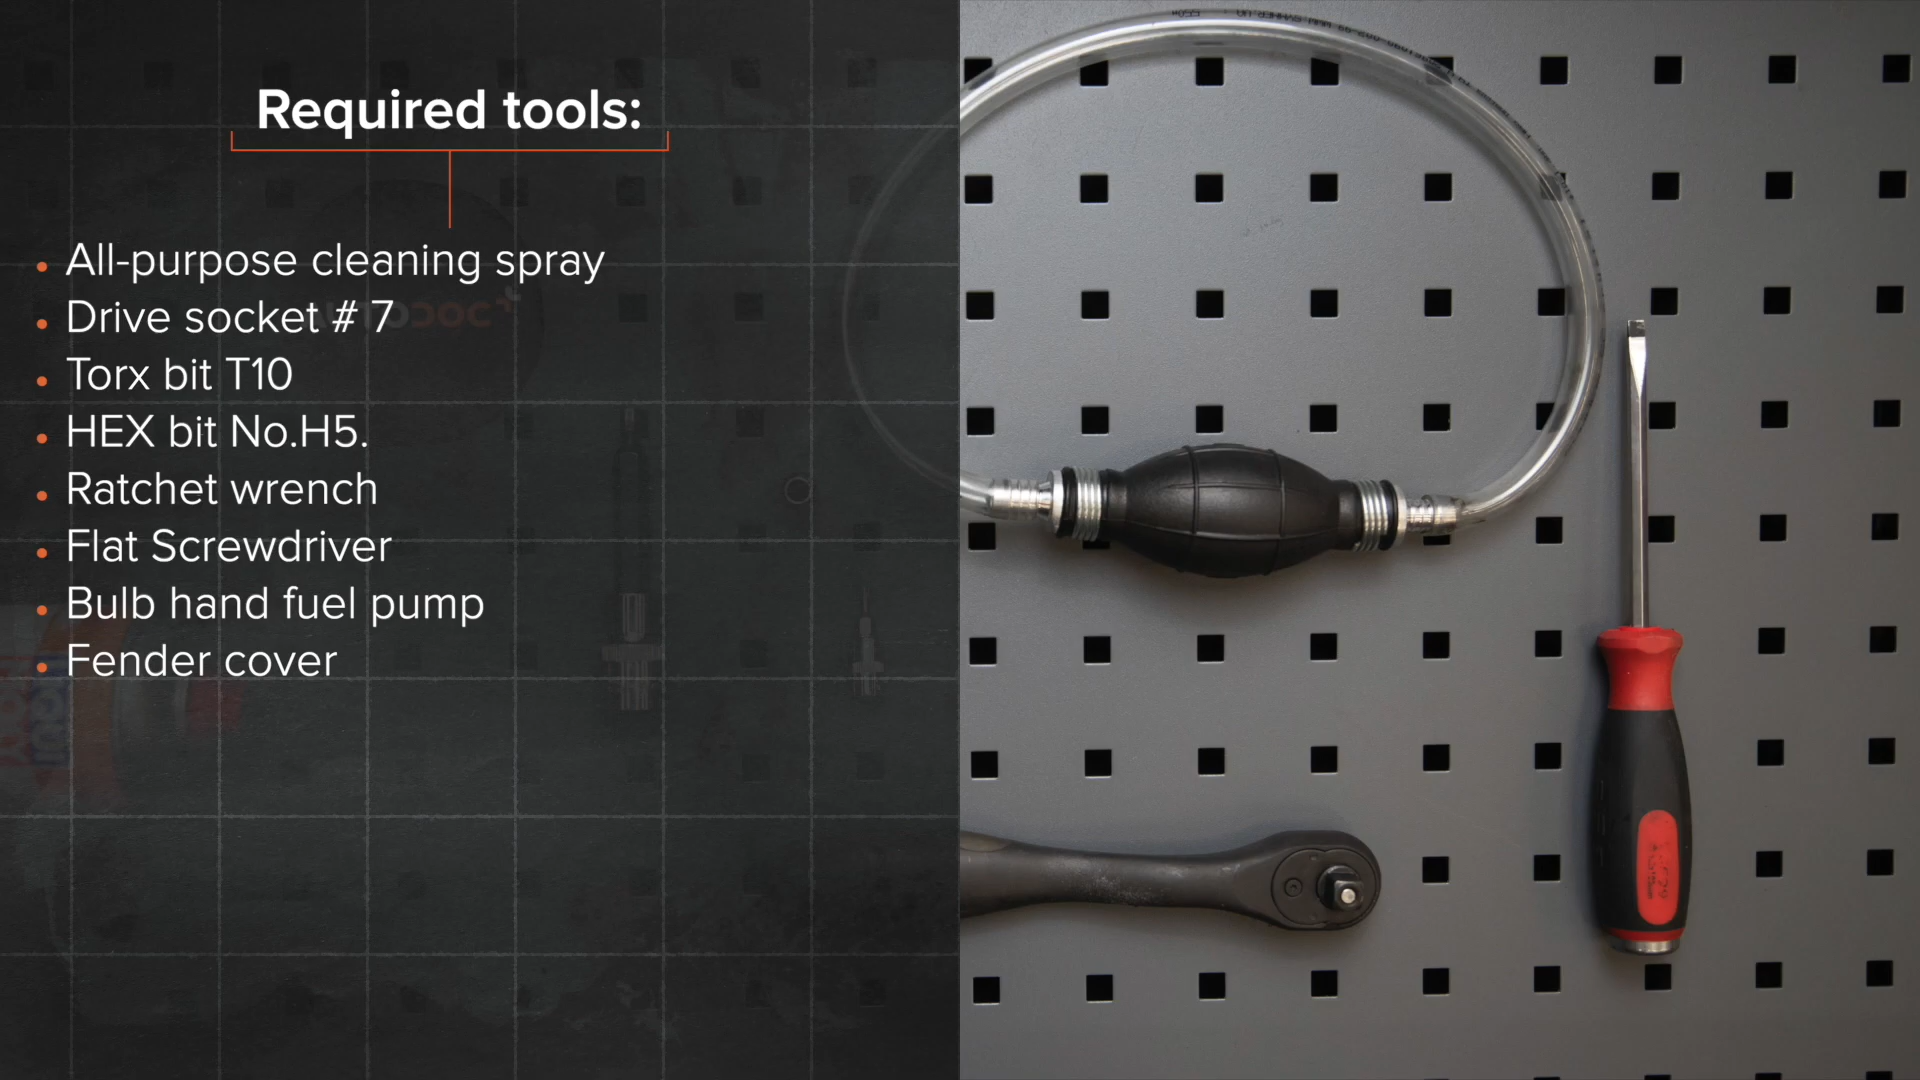 Required tools:
All-purpose cleaning spray
Drive socket # 7
Torx bit T10
HEX bit No.H5.
Ratchet wrench
Flat Screwdriver
Bulb hand fuel pump
Fender cover